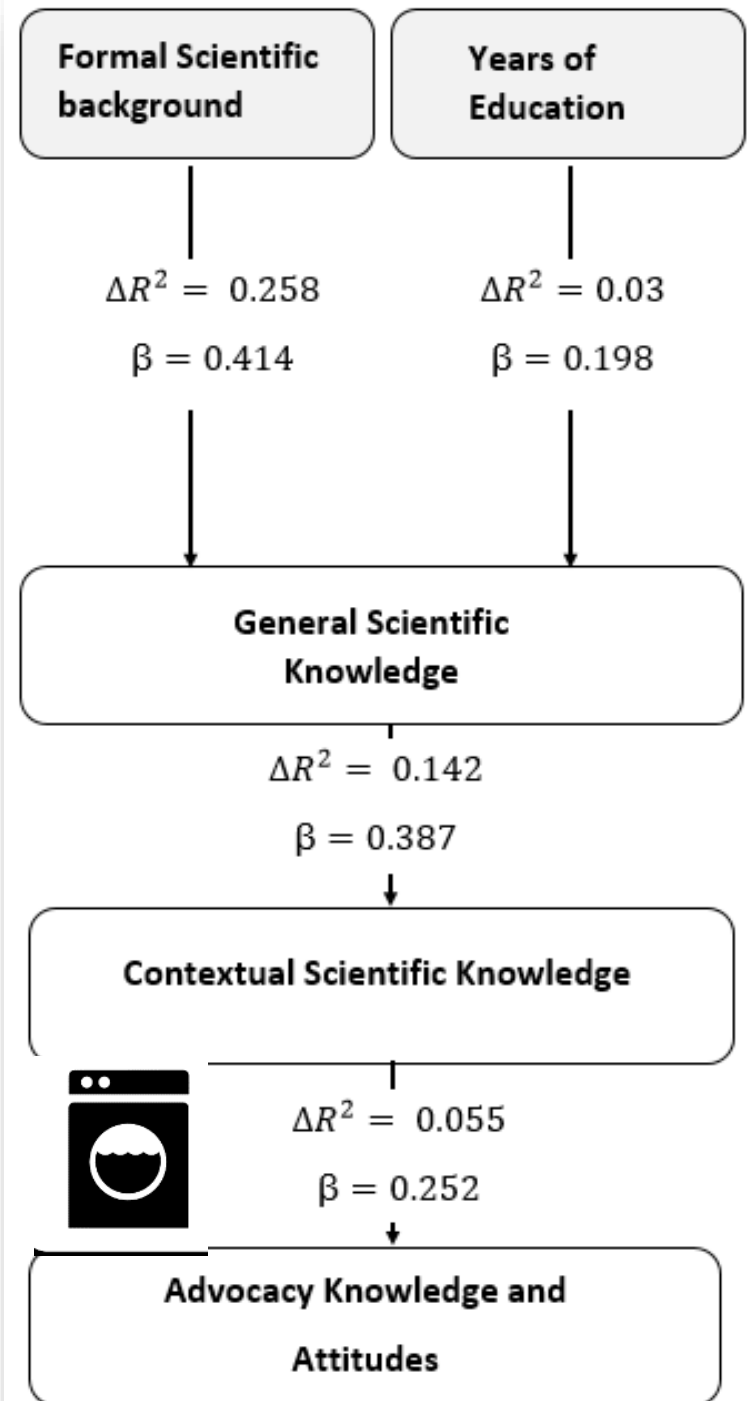 Formal Scientific
background
Years of
Education
ΔR² = 0.258
β = 0.414
ΔR² = 0.03
β = 0.198
General Scientific
Knowledge
ΔR² = 0.142
β = 0.387
Contextual Scientific Knowledge
ΔR² = 0.055
β = 0.252
Advocacy Knowledge and
Attitudes